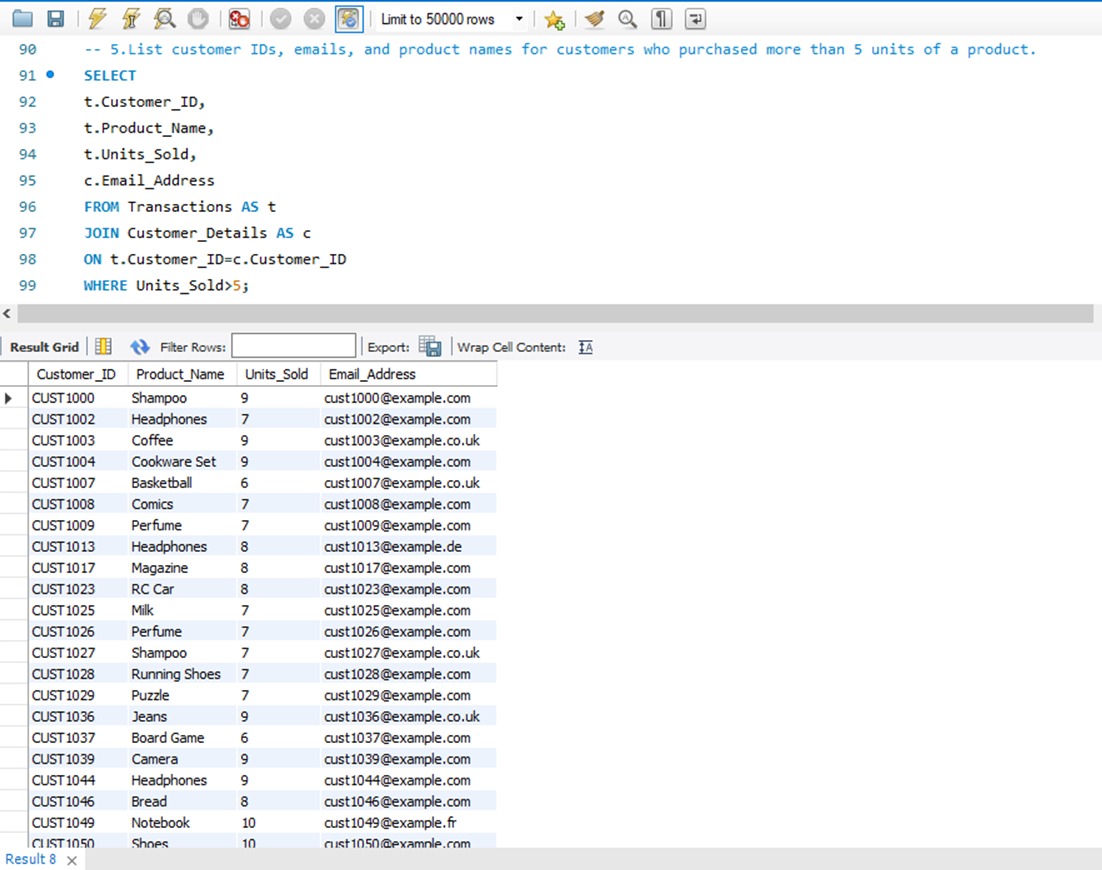 Limit to 50000 rows
90 -- 5.List customer IDs, emails, and product names for customers who purchased more than 5 units of a product.
91 SELECT
92 t.Customer_ID,
93 t.Product_Name,
94 t.Units_Sold,
95 c.Email_Address
96 FROM Transactions AS t
97 JOIN Customer_Details AS c
98 ON t.Customer_ID=c.Customer_ID
99 WHERE Units_Sold>5;
Result Grid Filter Rows: Export: Wrap Cell Content: IA
Customer_ID Product_Name Units_Sold Email_Address
CUST1000 Shampoo 9 cust1000@example.com
CUST1002 Headphones 7 cust1002@example.com
CUST1003 Coffee 9 cust1003@example.co.uk
CUST1004 Cookware Set 9 cust1004@example.com
CUST1007 Basketball 6 cust1007@example.co.uk
CUST1008 Comics 7 cust1008@example.com
CUST1009 Perfume 7 cust1009@example.com
CUST1013 Headphones 8 cust1013@example.de
CUST1017 Magazine 8 cust1017@example.com
CUST1023 RC Car 8 cust1023@example.com
CUST1025 Milk 7 cust1025@example.com
CUST1026 Perfume 7 cust1026@example.com
CUST1027 Shampoo 7 cust1027@example.co.uk
CUST1028 Running Shoes 7 cust1028@example.com
CUST1029 Puzzle 7 cust1029@example.com
CUST1036 Jeans 9 cust1036@example.co.uk
CUST1037 Board Game 6 cust1037@example.com
CUST1039 Camera 9 cust1039@example.com
CUST1044 Headphones 9 cust1044@example.com
CUST1046 Bread 8 cust1046@example.com
CUST1049 Notebook 10 cust1049@example.fr
CUST1050 Shoes 10 cust1050@example.com
Result 8